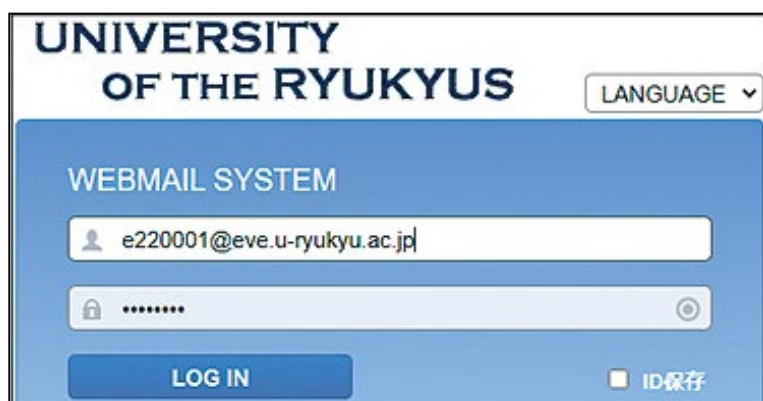 UNIVERSITY
OF THE RYUKYUS
LANGUAGE
WEBMAIL SYSTEM
e220001@eve.u-ryukyu.ac.jp
••••••••
LOG IN
ID保存